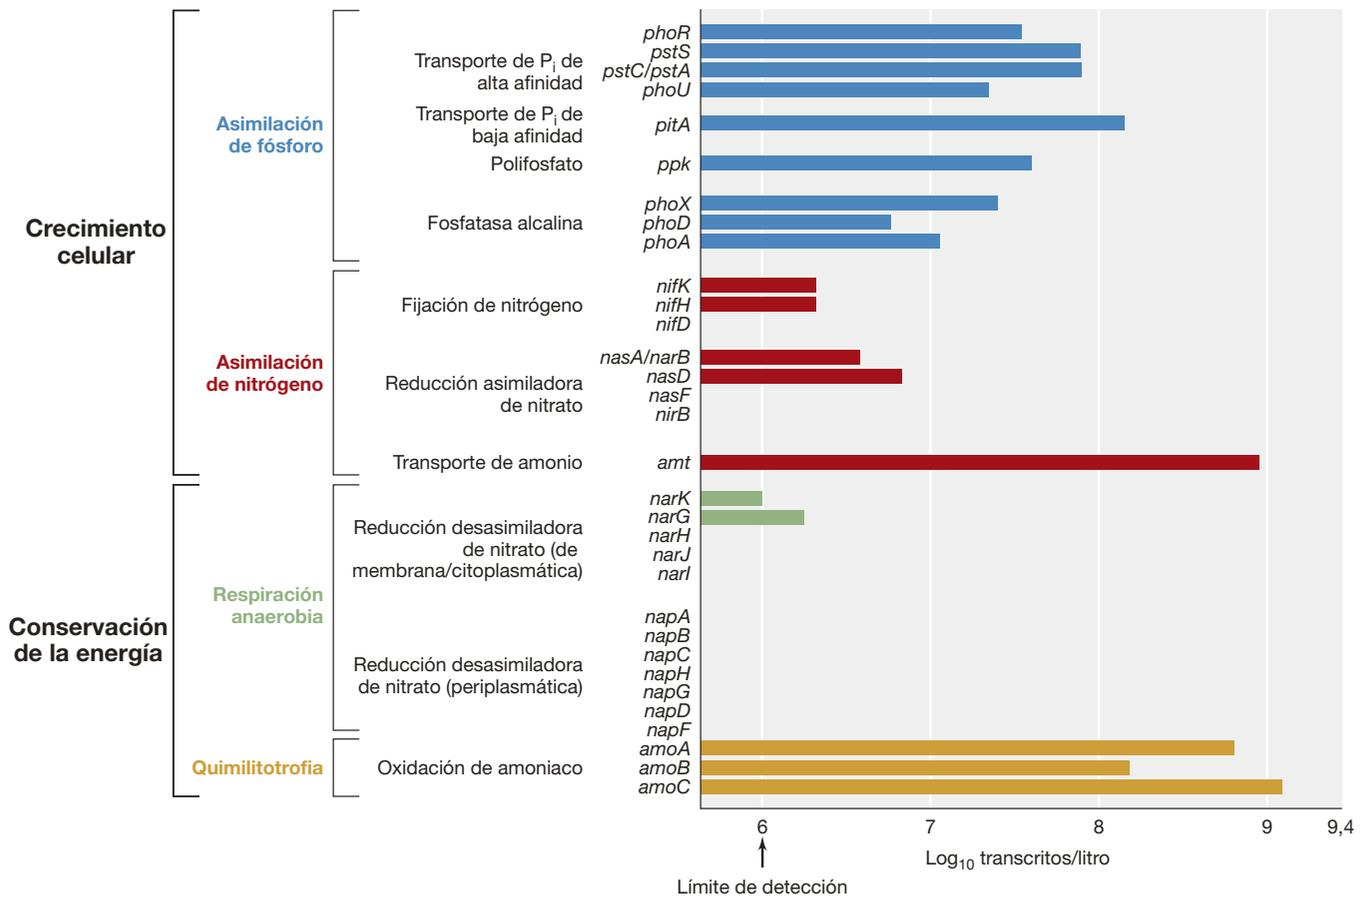 Crecimiento
celular
Asimilación
de fósforo
Transporte de Pi de
alta afinidad
phoR
pstS
pstC/pstA
phoU
Transporte de Pi de
baja afinidad
pitA
Polifosfato
ppk
Fosfatasa alcalina
phoX
phoD
phoA
Asimilación
de nitrógeno
Fijación de nitrógeno
nifK
nifH
nifD
Reducción asimiladora
de nitrato
nasA/narB
nasD
nasF
nirB
Transporte de amonio
amt
Conservación
de la energía
Respiración
anaerobia
Reducción desasimiladora
de nitrato (de
membrana/citoplasmática)
narK
narG
narH
narJ
narI
Reducción desasimiladora
de nitrato (periplasmática)
napA
napB
napC
napH
napG
napD
napF
Quimilitotrofia
Oxidación de amoniaco
amoA
amoB
amoC
6 7 8 9 9,4
Log10 transcritos/litro
Límite de detección